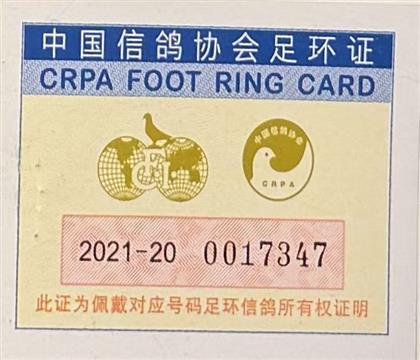 中国信鸽协会足环证
CRPA FOOT RING CARD
中国信鸽协会
CRPA
2021-20 0017347
此证为佩戴对应号码足环信鸽所有权证明